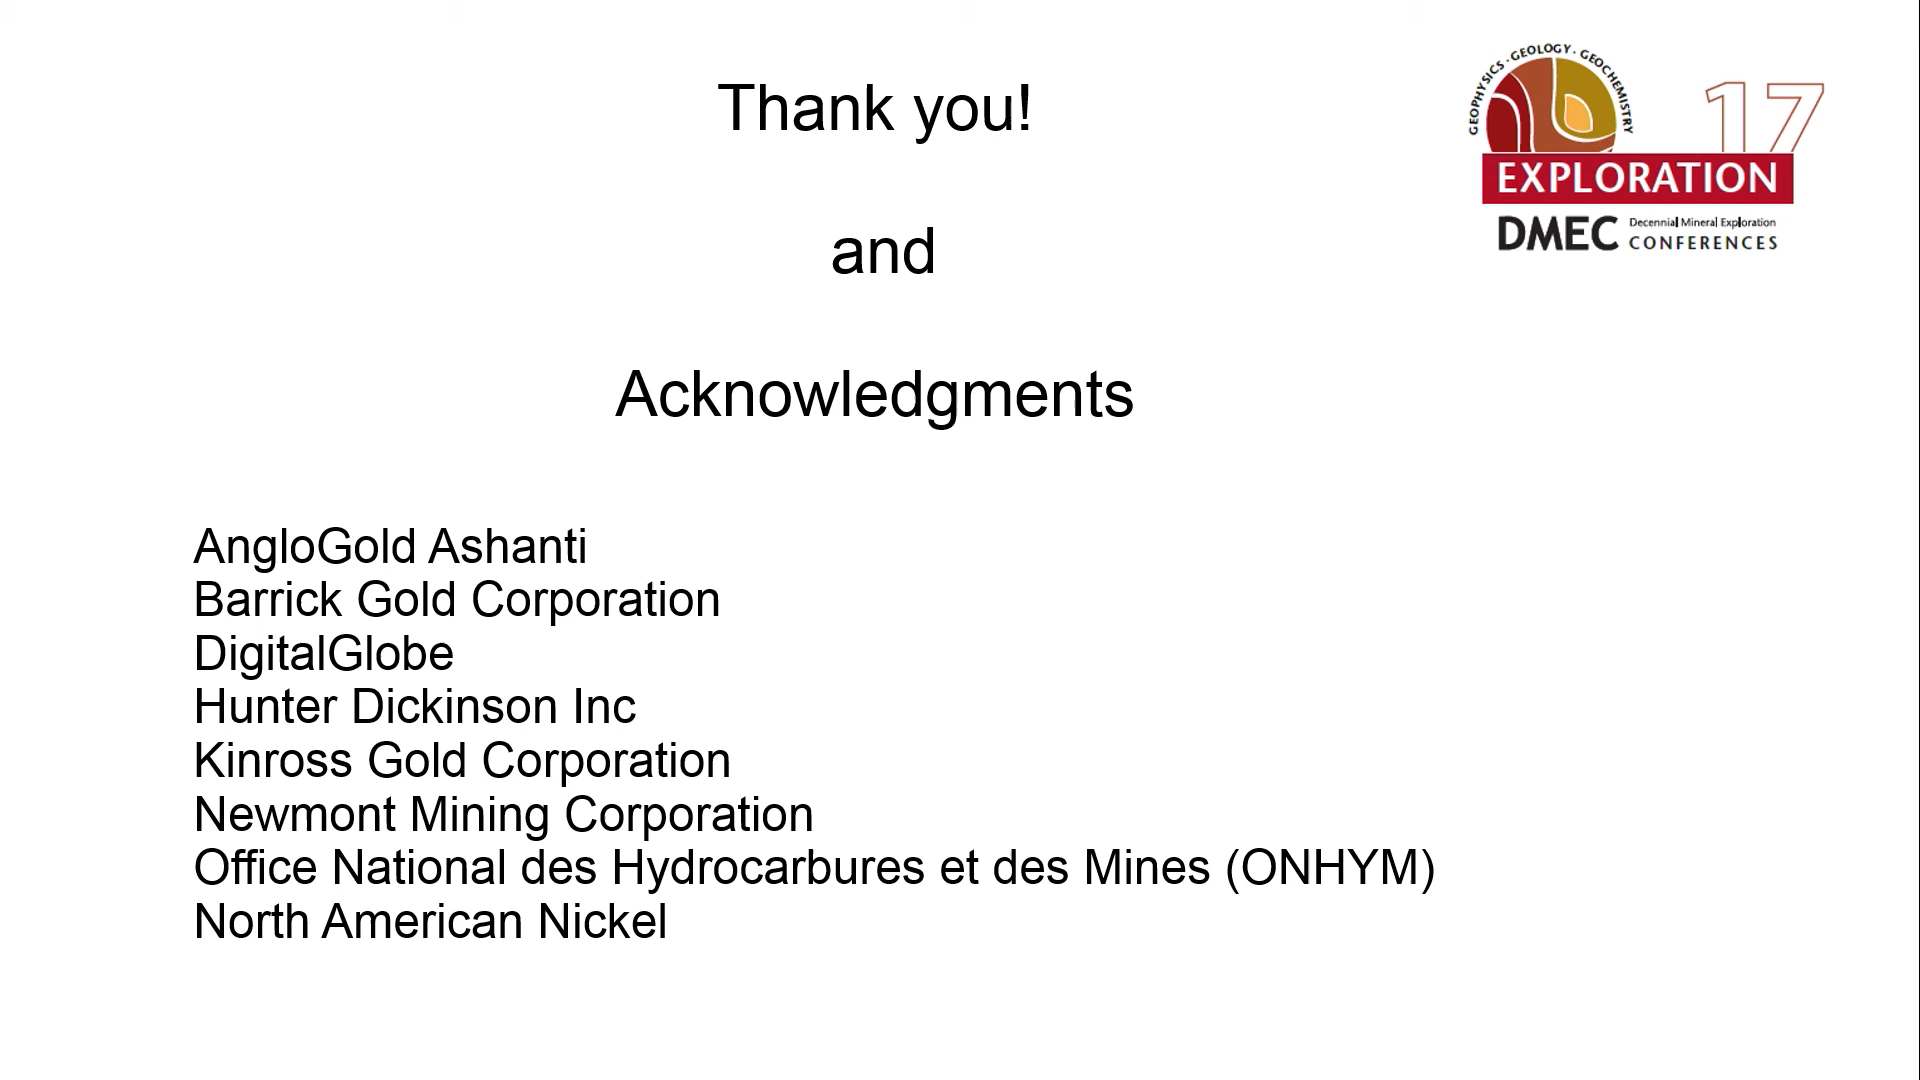 Thank you!
GEOPHYSICS · GEOLOGY · GEOCHEMISTRY
17
EXPLORATION
DMEC Decennial Mineral Exploration
CONFERENCES
and
Acknowledgments
AngloGold Ashanti
Barrick Gold Corporation
DigitalGlobe
Hunter Dickinson Inc
Kinross Gold Corporation
Newmont Mining Corporation
Office National des Hydrocarbures et des Mines (ONHYM)
North American Nickel